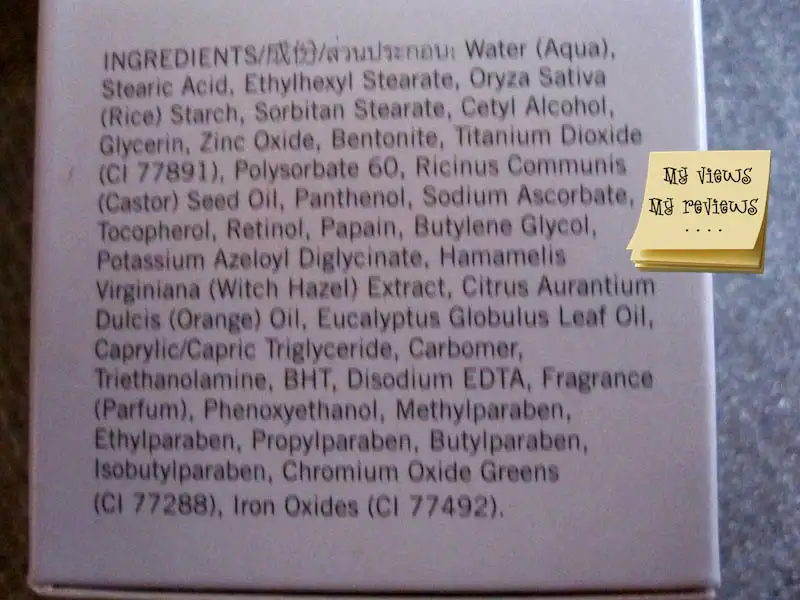 INGREDIENTS/成份/ส่วนประกอบ: Water (Aqua),
Stearic Acid, Ethylhexyl Stearate, Oryza Sativa
(Rice) Starch, Sorbitan Stearate, Cetyl Alcohol,
Glycerin, Zinc Oxide, Bentonite, Titanium Dioxide
(CI 77891), Polysorbate 60, Ricinus Communis
(Castor) Seed Oil, Panthenol, Sodium Ascorbate,
Tocopherol, Retinol, Papain, Butylene Glycol,
Potassium Azeloyl Diglycinate, Hamamelis
Virginiana (Witch Hazel) Extract, Citrus Aurantium
Dulcis (Orange) Oil, Eucalyptus Globulus Leaf Oil,
Caprylic/Capric Triglyceride, Carbomer,
Triethanolamine, BHT, Disodium EDTA, Fragrance
(Parfum), Phenoxyethanol, Methylparaben,
Ethylparaben, Propylparaben, Butylparaben,
Isobutylparaben, Chromium Oxide Greens
(CI 77288), Iron Oxides (CI 77492).
My views
My reviews
. . . .